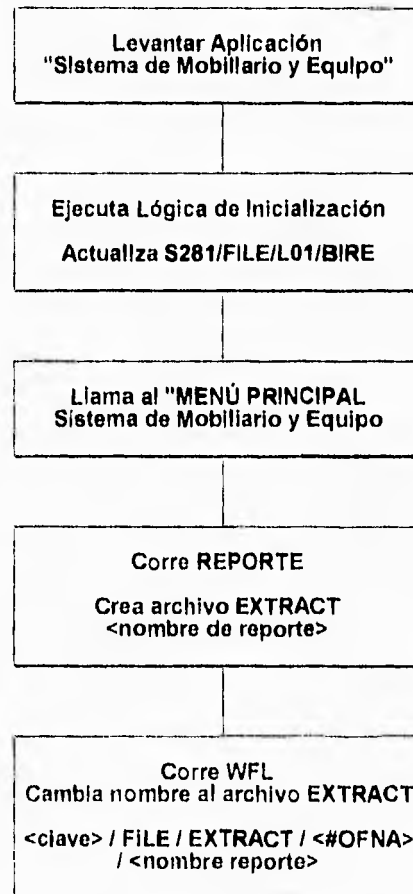 Levantar Aplicación
"Sistema de Mobiliario y Equipo"
Ejecuta Lógica de Inicialización
Actualiza S281/FILE/L01/BIRE
Llama al "MENÚ PRINCIPAL
Sistema de Mobiliario y Equipo
Corre REPORTE
Crea archivo EXTRACT
<nombre de reporte>
Corre WFL
Cambia nombre al archivo EXTRACT
<clave> / FILE / EXTRACT / <#OFNA>
/ <nombre reporte>